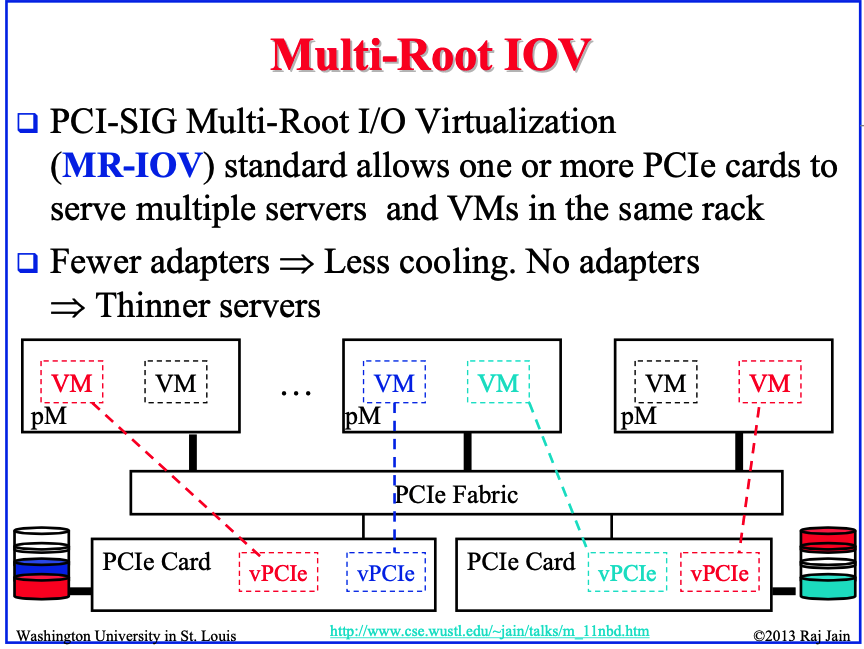 Multi-Root IOV
❑ PCI-SIG Multi-Root I/O Virtualization
(MR-IOV) standard allows one or more PCIe cards to
serve multiple servers and VMs in the same rack
❑ Fewer adapters ⇒ Less cooling. No adapters
⇒ Thinner servers
VM VM … VM VM VM VM
pM pM pM
PCIe Fabric
PCIe Card vPCIe vPCIe PCIe Card vPCIe vPCIe
Washington University in St. Louis http://www.cse.wustl.edu/~jain/talks/m_11nbd.htm ©2013 Raj Jain